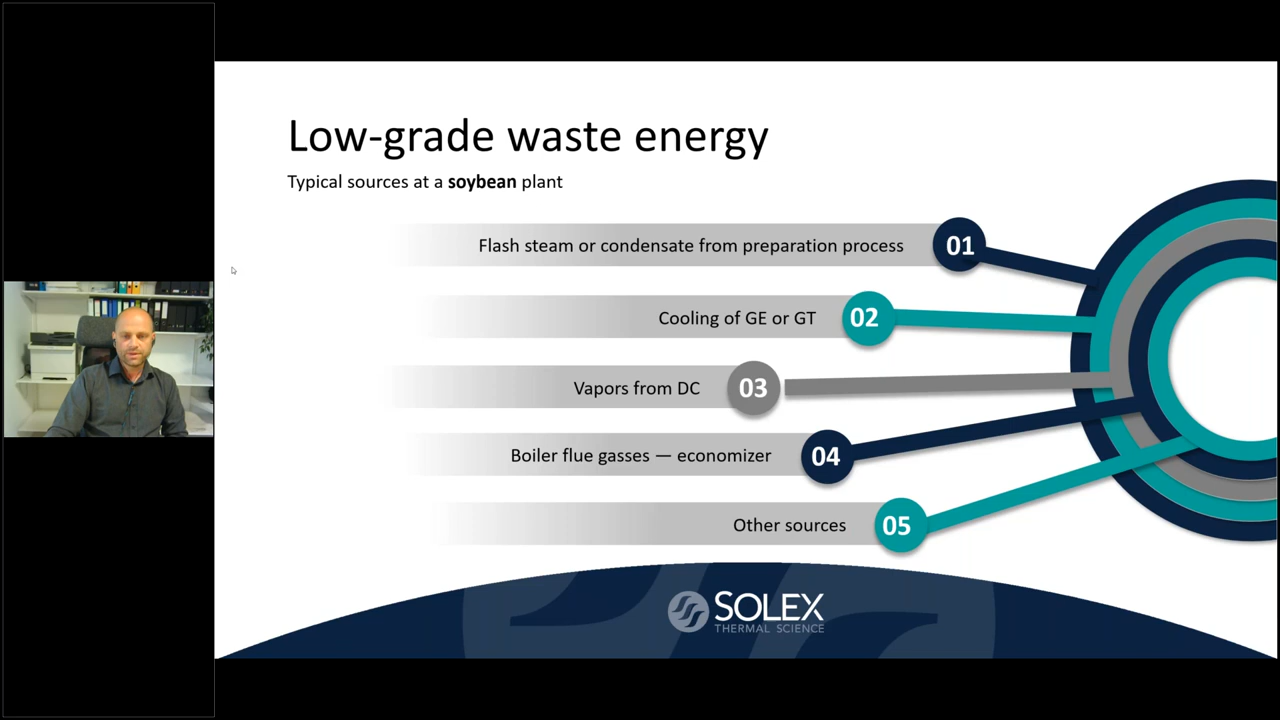 Low-grade waste energy
Typical sources at a soybean plant
Flash steam or condensate from preparation process
01
Cooling of GE or GT
02
Vapors from DC
03
Boiler flue gasses — economizer
04
Other sources
05
SOLEX
THERMAL SCIENCE